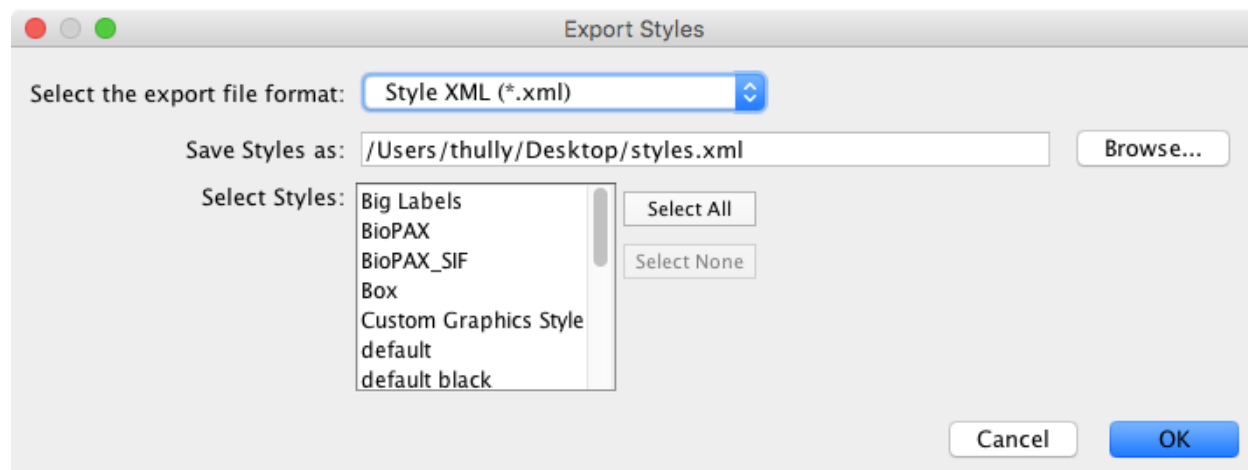 Export Styles
Select the export file format: Style XML (*.xml)
Save Styles as: /Users/thully/Desktop/styles.xml Browse...
Select Styles: Big Labels Select All
BioPAX
BioPAX_SIF Select None
Box
Custom Graphics Style
default
default black
Cancel OK